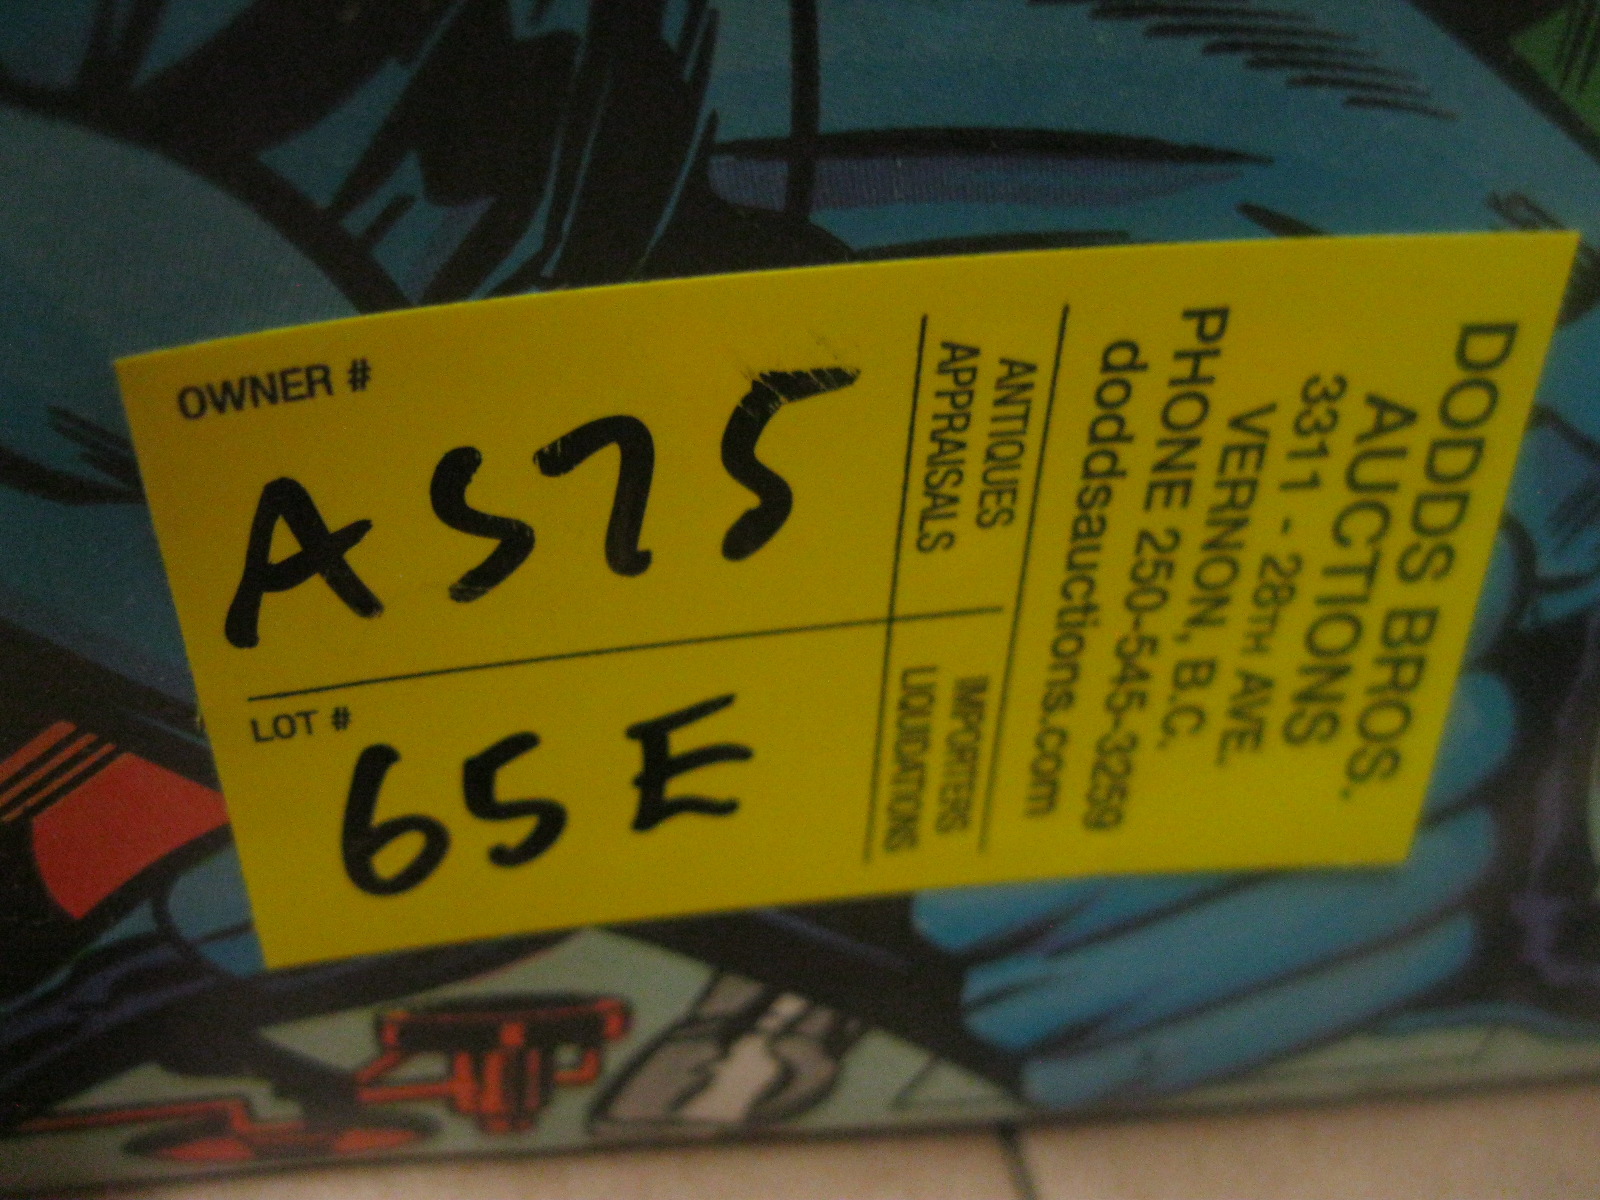 OWNER #
A575
LOT #
65E
DODDS BROS.
AUCTIONS
3311 - 28TH AVE.
VERNON, B.C.
PHONE 250-545-3259
doddsauctions.com
ANTIQUES
APPRAISALS
IMPORTERS
LIQUIDATIONS